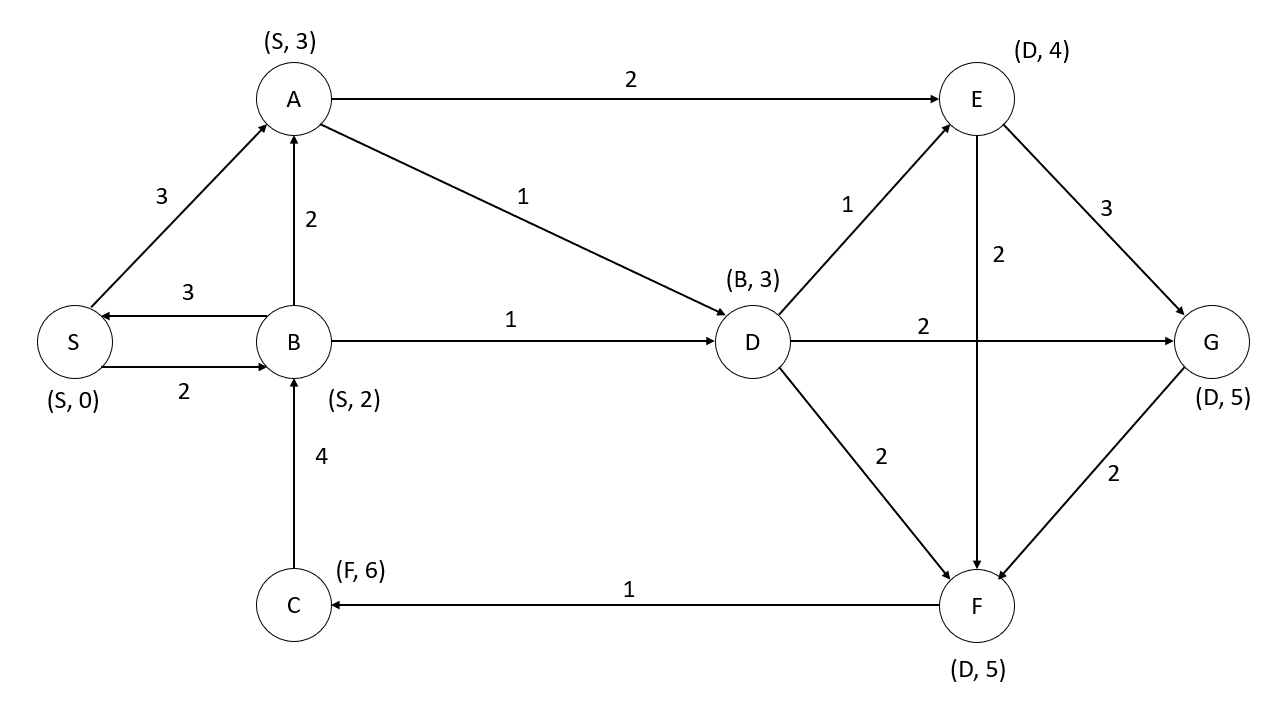 (S, 3)
(D, 4)
A
2
E
3
2
1
1
3
2
(B, 3)
3
S
B
1
D
2
G
2
(S, 0)
(S, 2)
(D, 5)
4
2
2
(F, 6)
C
1
F
(D, 5)